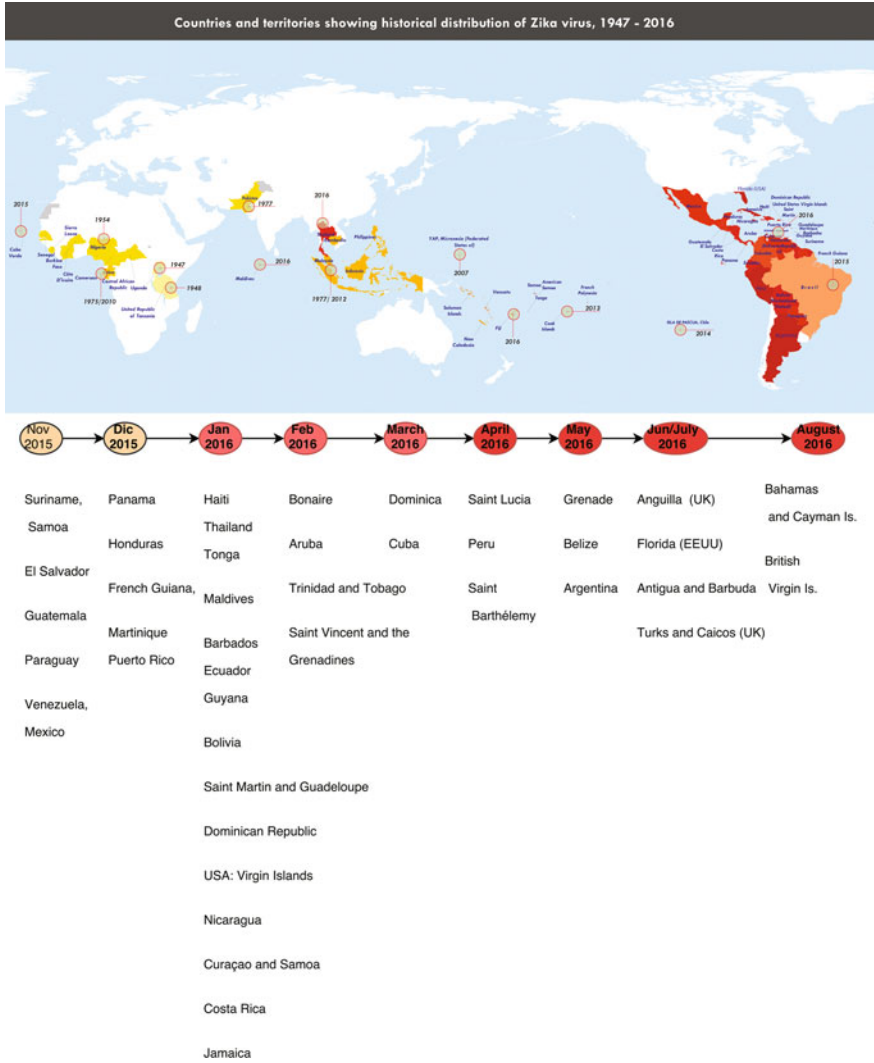 Countries and territories showing historical distribution of Zika virus, 1947 - 2016
2015
Cabo
Verde
Senegal
Burkina
Faso
Sierra
Leone
Côte
D'Ivoire
1954
Nigeria
Cameroon
Central African
Republic
Uganda
1975/2010
United Republic
of Tanzania
1947
1948
Pakistan
1977
Maldives
2016
2016
Cambodia
Malaysia
Indonesia
Philippines
1977/ 2012
YAP, Micronesia (Federated
States of)
2007
Solomon
Islands
Vanuatu
New
Caledonia
Fiji
2016
Samoa
Tonga
American
Samoa
Cook
Islands
French
Polynesia
2013
ISLA DE PASCUA, Chile
2014
Florida (USA)
Mexico
Haiti
Jamaica
Nicaragua
Guatemala
El Salvador
Costa
Rica
Panama
Aruba
Dominican Republic
United States Virgin Islands
Saint
Martin
2016
Puerto Rico
Guadeloupe
Martinique
Barbados
Guyana
Suriname
French Guiana
2015
Brazil
Nov
2015
Dic
2015
Jan
2016
Feb
2016
March
2016
April
2016
May
2016
Jun/July
2016
August
2016
Suriname,
Samoa
El Salvador
Guatemala
Paraguay
Venezuela,
Mexico
Panama
Honduras
French Guiana,
Martinique
Puerto Rico
Haiti
Thailand
Tonga
Maldives
Barbados
Ecuador
Guyana
Bolivia
Saint Martin and Guadeloupe
Dominican Republic
USA: Virgin Islands
Nicaragua
Curaçao and Samoa
Costa Rica
Jamaica
Bonaire
Aruba
Trinidad and Tobago
Saint Vincent and the
Grenadines
Dominica
Cuba
Saint Lucia
Peru
Saint
Barthélemy
Grenade
Belize
Argentina
Anguilla (UK)
Florida (EEUU)
Antigua and Barbuda
Turks and Caicos (UK)
Bahamas
and Cayman Is.
British
Virgin Is.